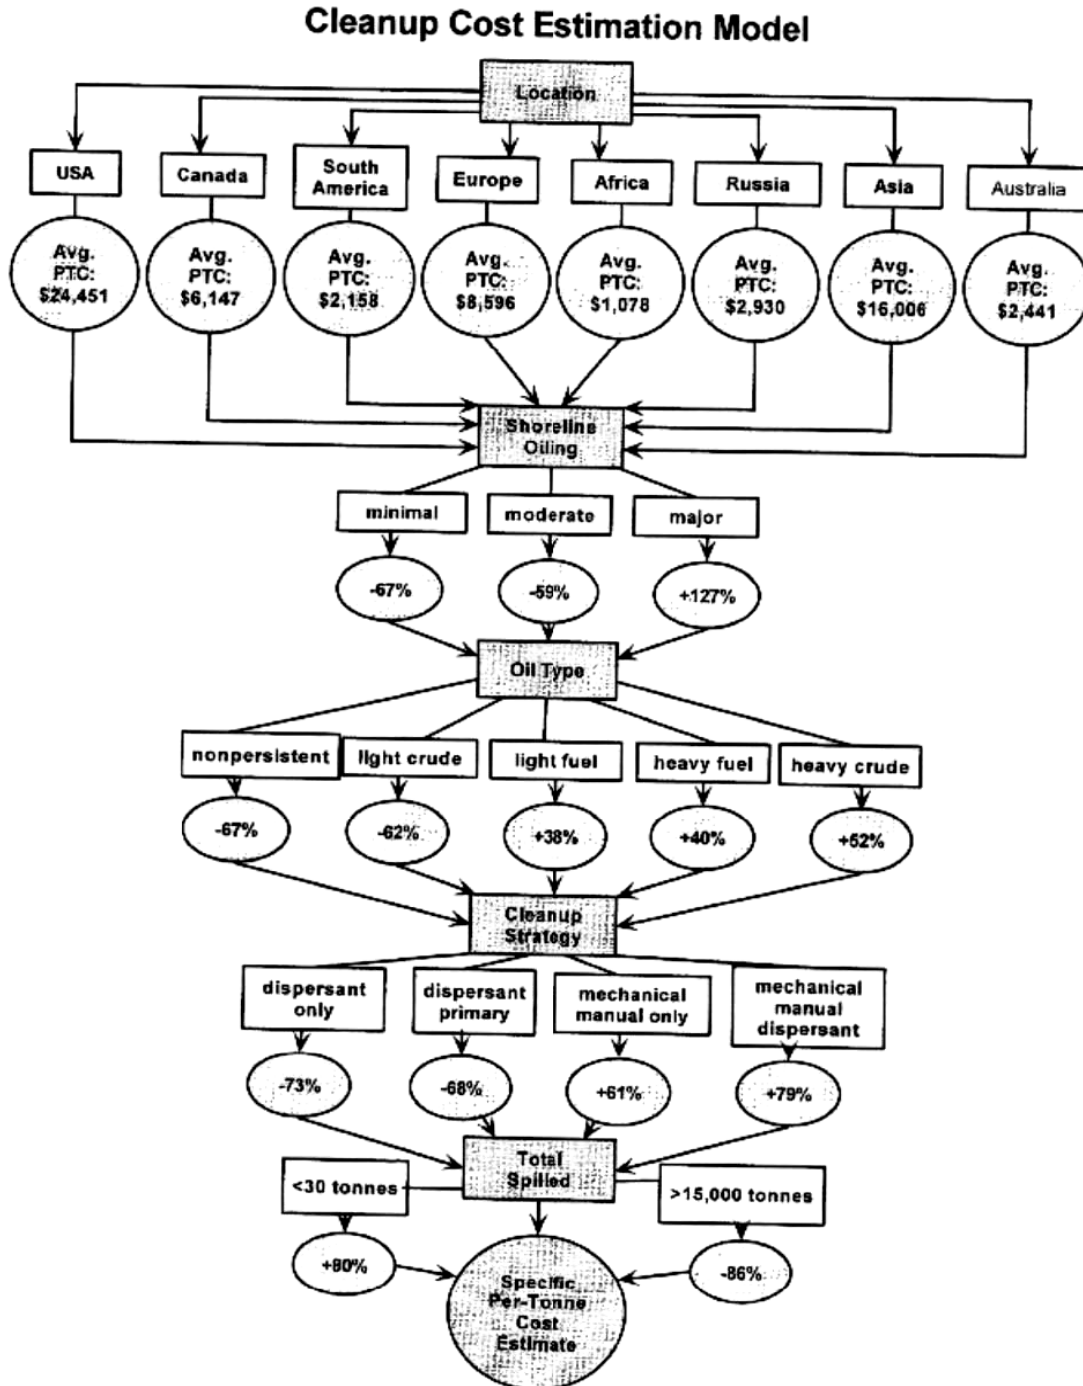 Cleanup Cost Estimation Model
Location
USA
Canada
South
America
Europe
Africa
Russia
Asia
Australia
Avg.
PTC:
$24,451
Avg.
PTC:
$6,147
Avg.
PTC:
$2,158
Avg.
PTC:
$8,596
Avg.
PTC:
$1,078
Avg.
PTC:
$2,930
Avg.
PTC:
$16,006
Avg.
PTC:
$2,441
Shoreline
Oiling
minimal
moderate
major
-67%
-59%
+127%
Oil Type
nonpersistent
light crude
light fuel
heavy fuel
heavy crude
-67%
-62%
+38%
+40%
+52%
Cleanup
Strategy
dispersant
only
dispersant
primary
mechanical
manual only
mechanical
manual
dispersant
-73%
-68%
+61%
+79%
Total
Spilled
<30 tonnes
>15,000 tonnes
+80%
-86%
Specific
Per-Tonne
Cost
Estimate